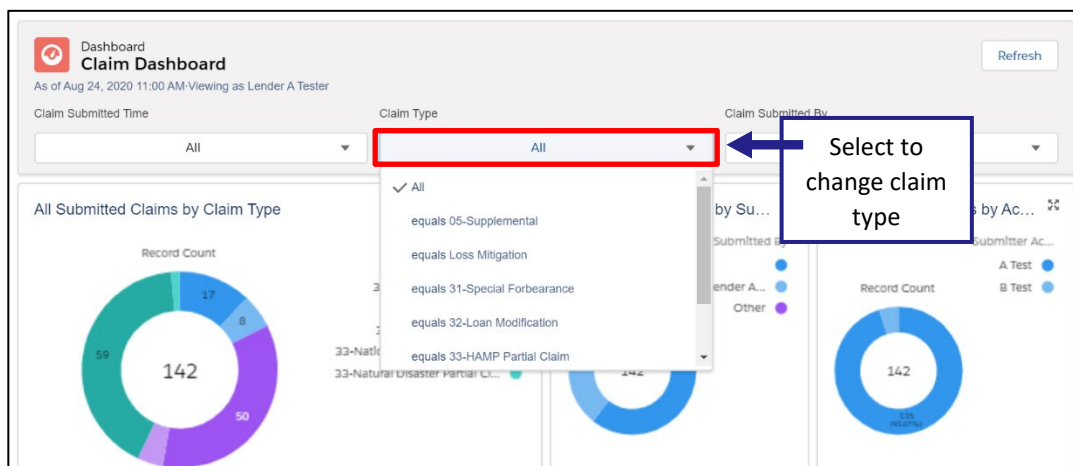 Dashboard
Claim Dashboard
Refresh
As of Aug 24, 2020 11:00 AM·Viewing as Lender A Tester
Claim Submitted Time
Claim Type
Claim Submitted By
All
All
Select to
change claim
type
All
equals 05-Supplemental
equals Loss Mitigation
equals 31-Special Forbearance
equals 32-Loan Modification
equals 33-HAMP Partial Claim
All Submitted Claims by Claim Type
Record Count
17
8
59
142
50
33-Natural Disaster Partial Cl...
by Su...
Submitted By
ender A...
Other
142
s by Ac...
Submitter Ac...
A Test
B Test
Record Count
142